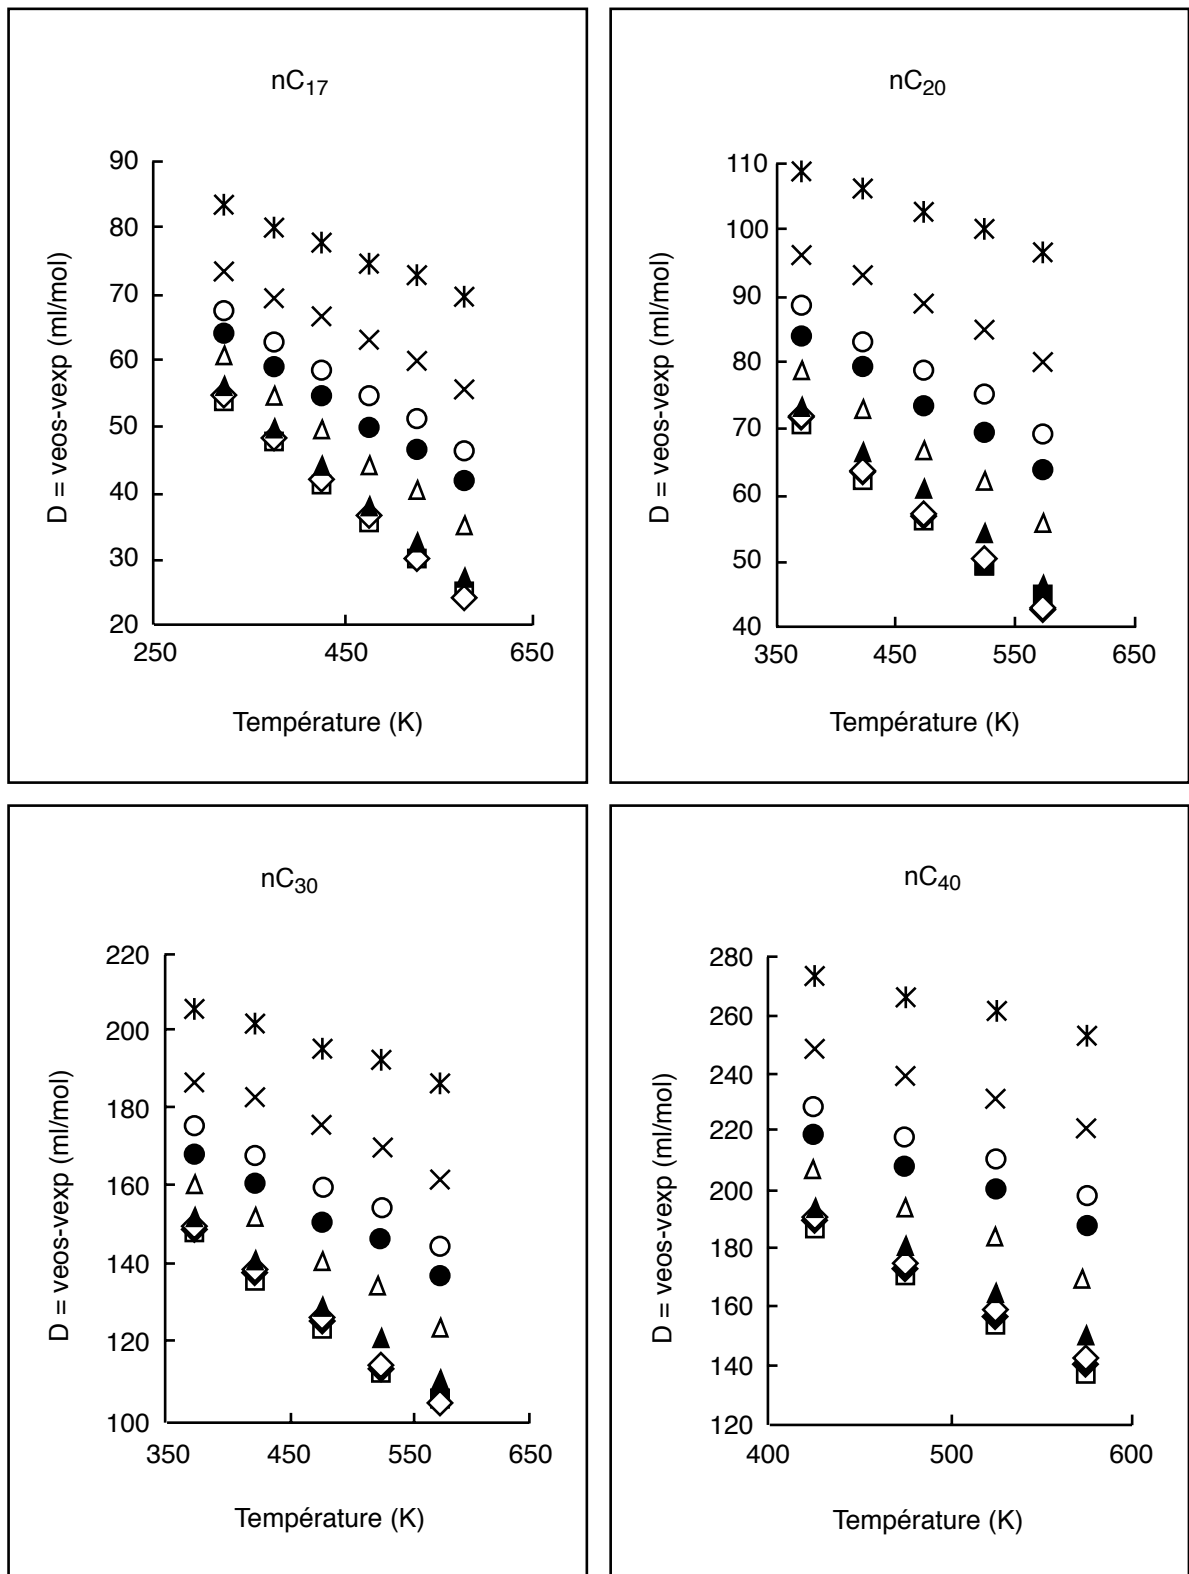 nC17
90
80
70
60
50
40
30
20
250 450 650
D = veos-vexp (ml/mol)
Température (K)
nC20
110
100
90
80
70
60
50
40
350 450 550 650
D = veos-vexp (ml/mol)
Température (K)
nC30
220
200
180
160
140
120
100
350 450 550 650
D = veos-vexp (ml/mol)
Température (K)
nC40
280
260
240
220
200
180
160
140
120
400 500 600
D = veos-vexp (ml/mol)
Température (K)